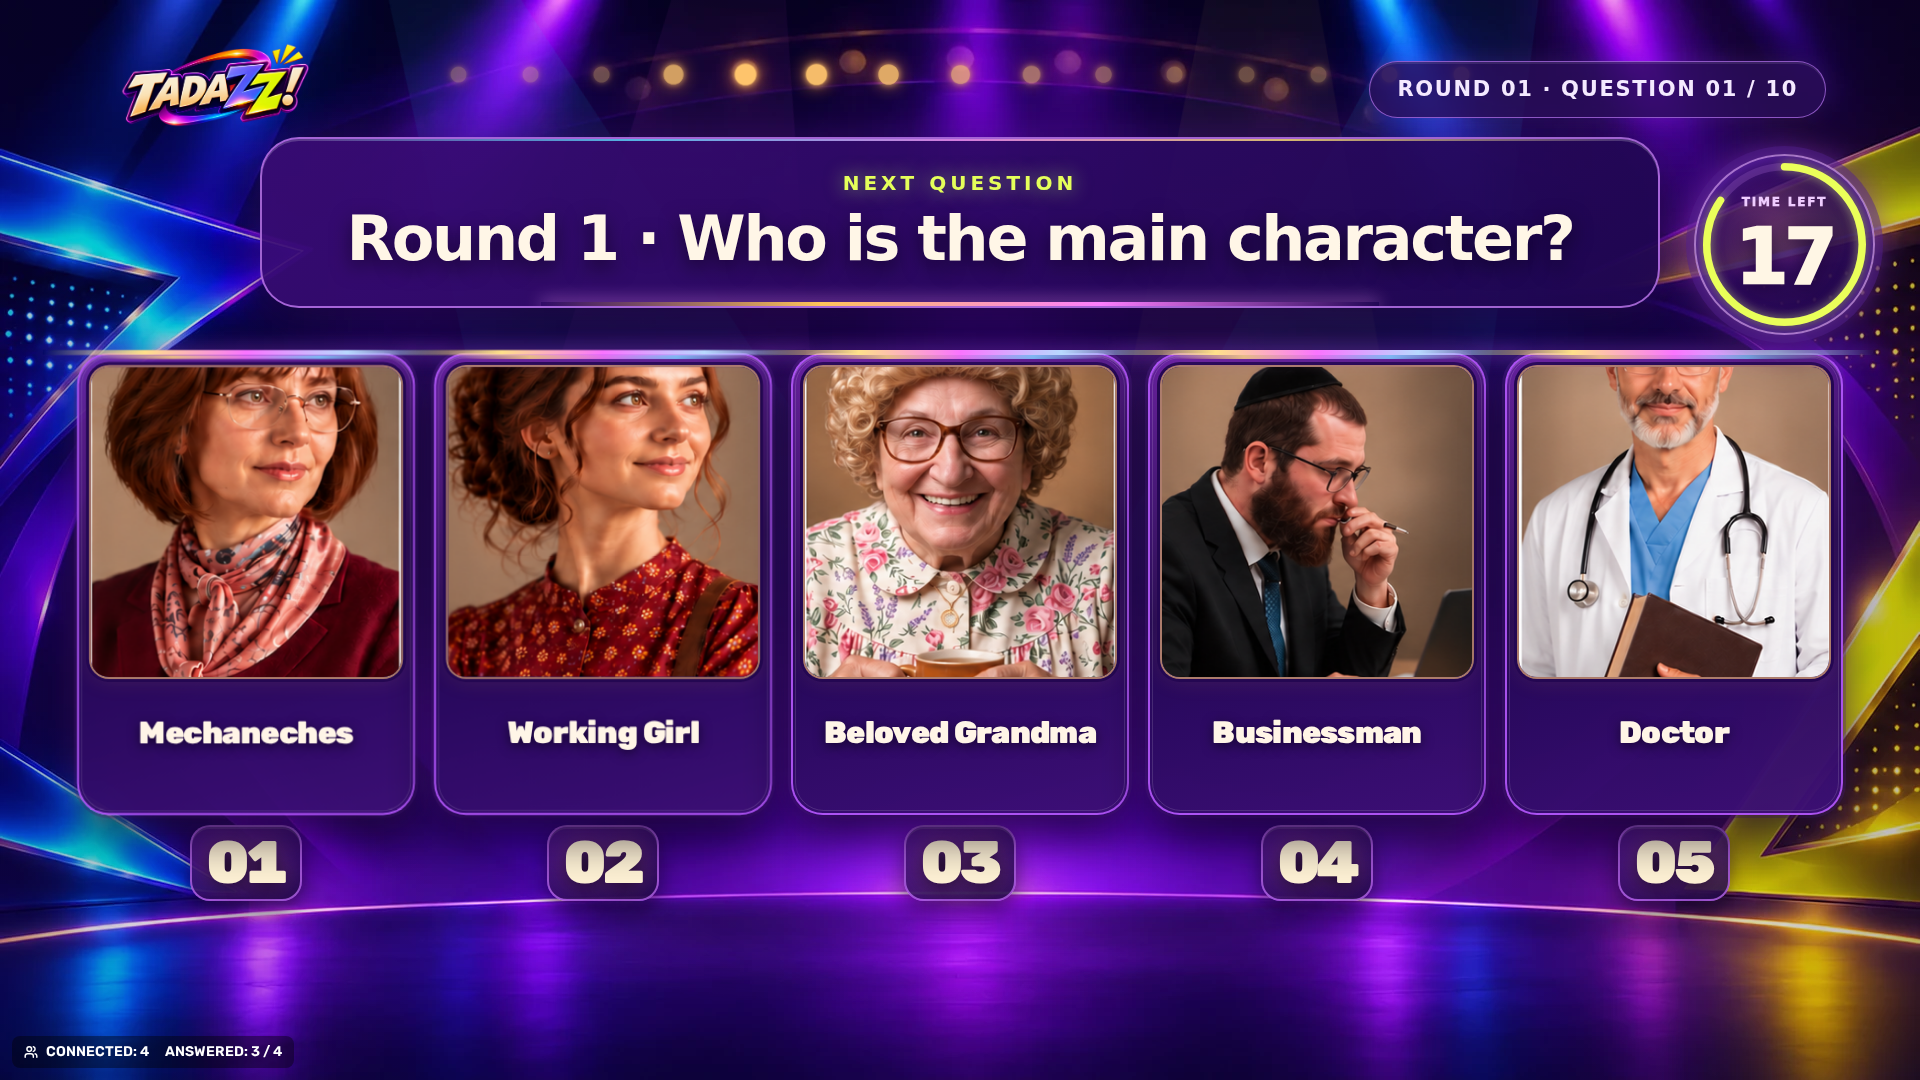 TADAZZ!
ROUND 01 · QUESTION 01 / 10
NEXT QUESTION
Round 1 · Who is the main character?
TIME LEFT
17
Mechaneches
Working Girl
Beloved Grandma
Businessman
Doctor
01
02
03
04
05
CONNECTED: 4 ANSWERED: 3 / 4